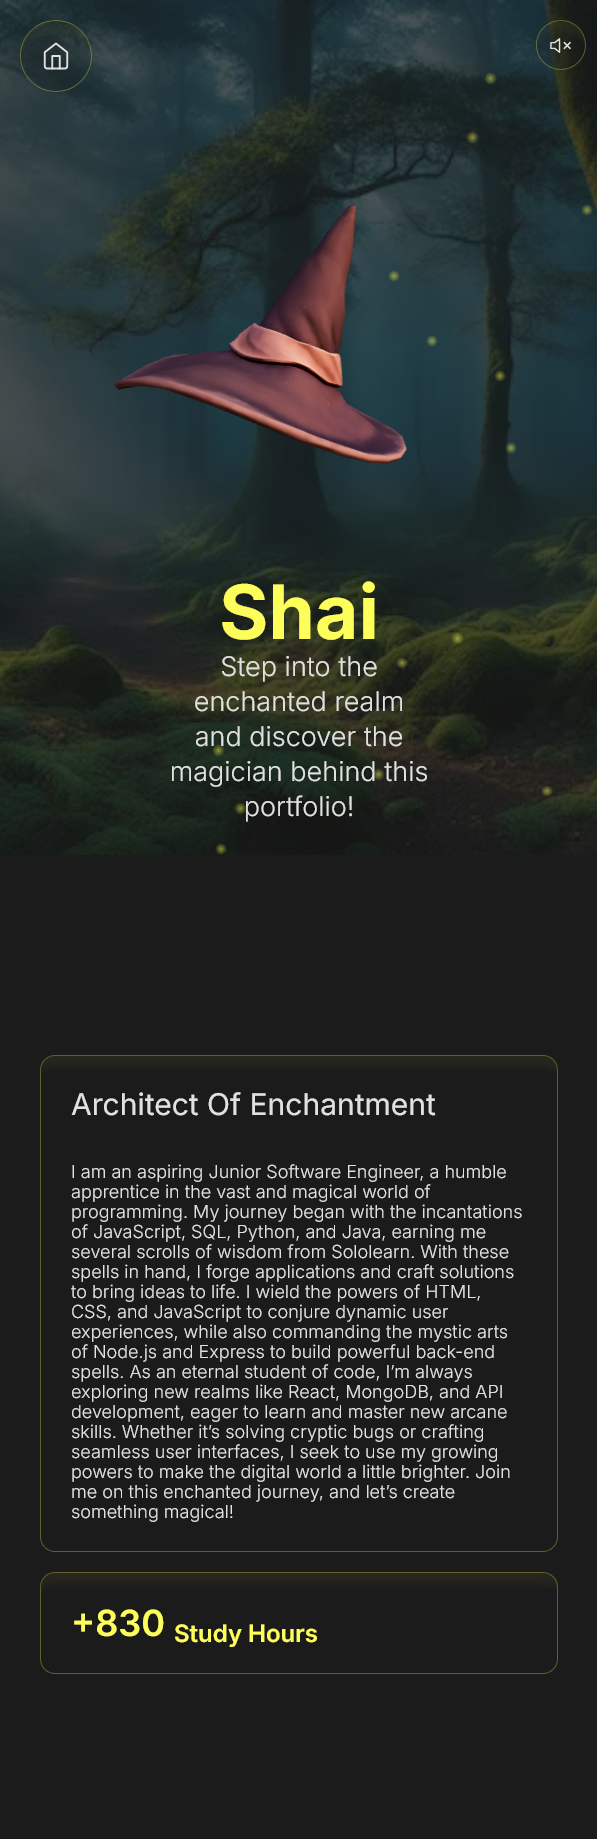 Shai
Step into the
enchanted realm
and discover the
magician behind this
portfolio!
Architect Of Enchantment
I am an aspiring Junior Software Engineer, a humble
apprentice in the vast and magical world of
programming. My journey began with the incantations
of JavaScript, SQL, Python, and Java, earning me
several scrolls of wisdom from Sololearn. With these
spells in hand, I forge applications and craft solutions
to bring ideas to life. I wield the powers of HTML,
CSS, and JavaScript to conjure dynamic user
experiences, while also commanding the mystic arts
of Node.js and Express to build powerful back-end
spells. As an eternal student of code, I’m always
exploring new realms like React, MongoDB, and API
development, eager to learn and master new arcane
skills. Whether it’s solving cryptic bugs or crafting
seamless user interfaces, I seek to use my growing
powers to make the digital world a little brighter. Join
me on this enchanted journey, and let’s create
something magical!
+830 Study Hours